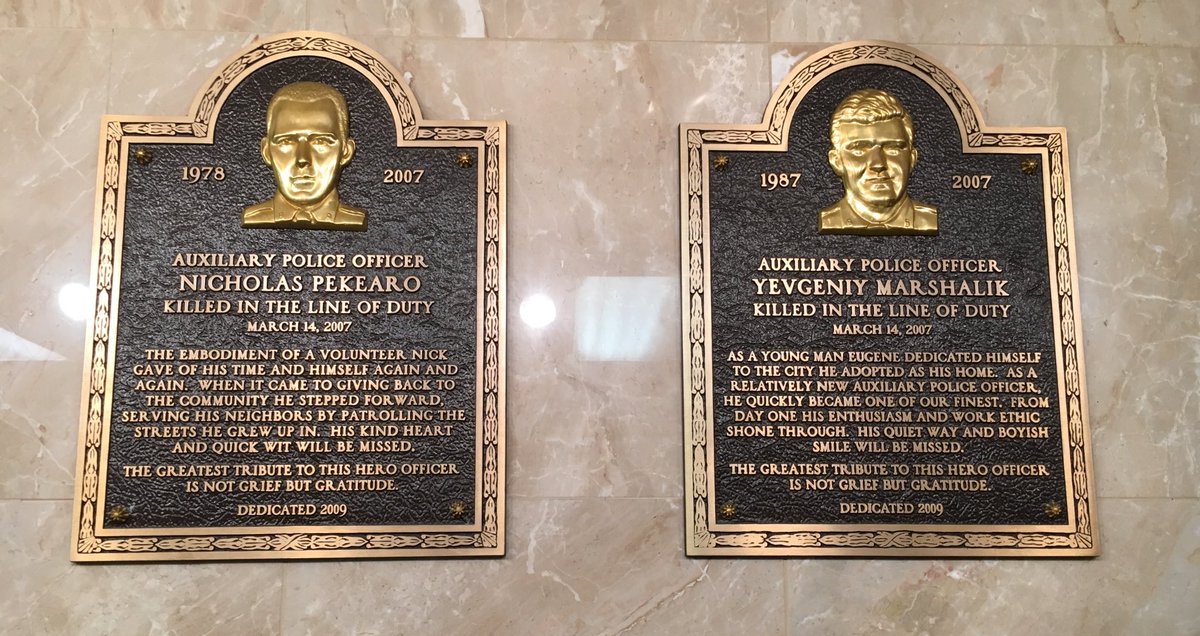 1978 2007
AUXILIARY POLICE OFFICER
NICHOLAS PEKEARO
KILLED IN THE LINE OF DUTY
MARCH 14, 2007
THE EMBODIMENT OF A VOLUNTEER NICK
GAVE OF HIS TIME AND HIMSELF AGAIN AND
AGAIN. WHEN IT CAME TO GIVING BACK TO
THE COMMUNITY HE STEPPED FORWARD,
SERVING HIS NEIGHBORS BY PATROLLING THE
STREETS HE GREW UP IN. HIS KIND HEART
AND QUICK WIT WILL BE MISSED.
THE GREATEST TRIBUTE TO THIS HERO OFFICER
IS NOT GRIEF BUT GRATITUDE.
DEDICATED 2009
1987 2007
AUXILIARY POLICE OFFICER
YEVGENIY MARSHALIK
KILLED IN THE LINE OF DUTY
MARCH 14, 2007
AS A YOUNG MAN EUGENE DEDICATED HIMSELF
TO THE CITY HE ADOPTED AS HIS HOME. AS A
RELATIVELY NEW AUXILIARY POLICE OFFICER,
HE QUICKLY BECAME ONE OF OUR FINEST. FROM
DAY ONE HIS ENTHUSIASM AND WORK ETHIC
SHONE THROUGH. HIS QUIET WAY AND BOYISH
SMILE WILL BE MISSED.
THE GREATEST TRIBUTE TO THIS HERO OFFICER
IS NOT GRIEF BUT GRATITUDE.
DEDICATED 2009